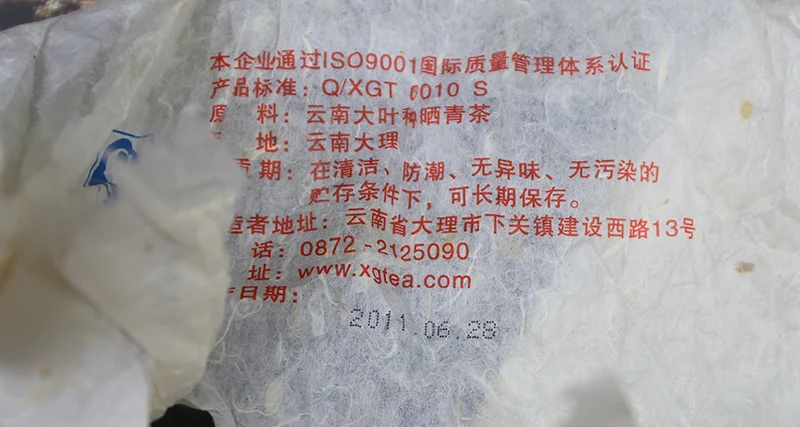 本企业通过ISO9001国际质量管理体系认证
产品标准：Q/XGT 0010 S
原 料：云南大叶种晒青茶
地：云南大理
期：在清洁、防潮、无异味、无污染的
贮存条件下，可长期保存。
造者地址：云南省大理市下关镇建设西路13号
话：0872-2125090
址：www.xgtea.com
日期：
2011.06.28